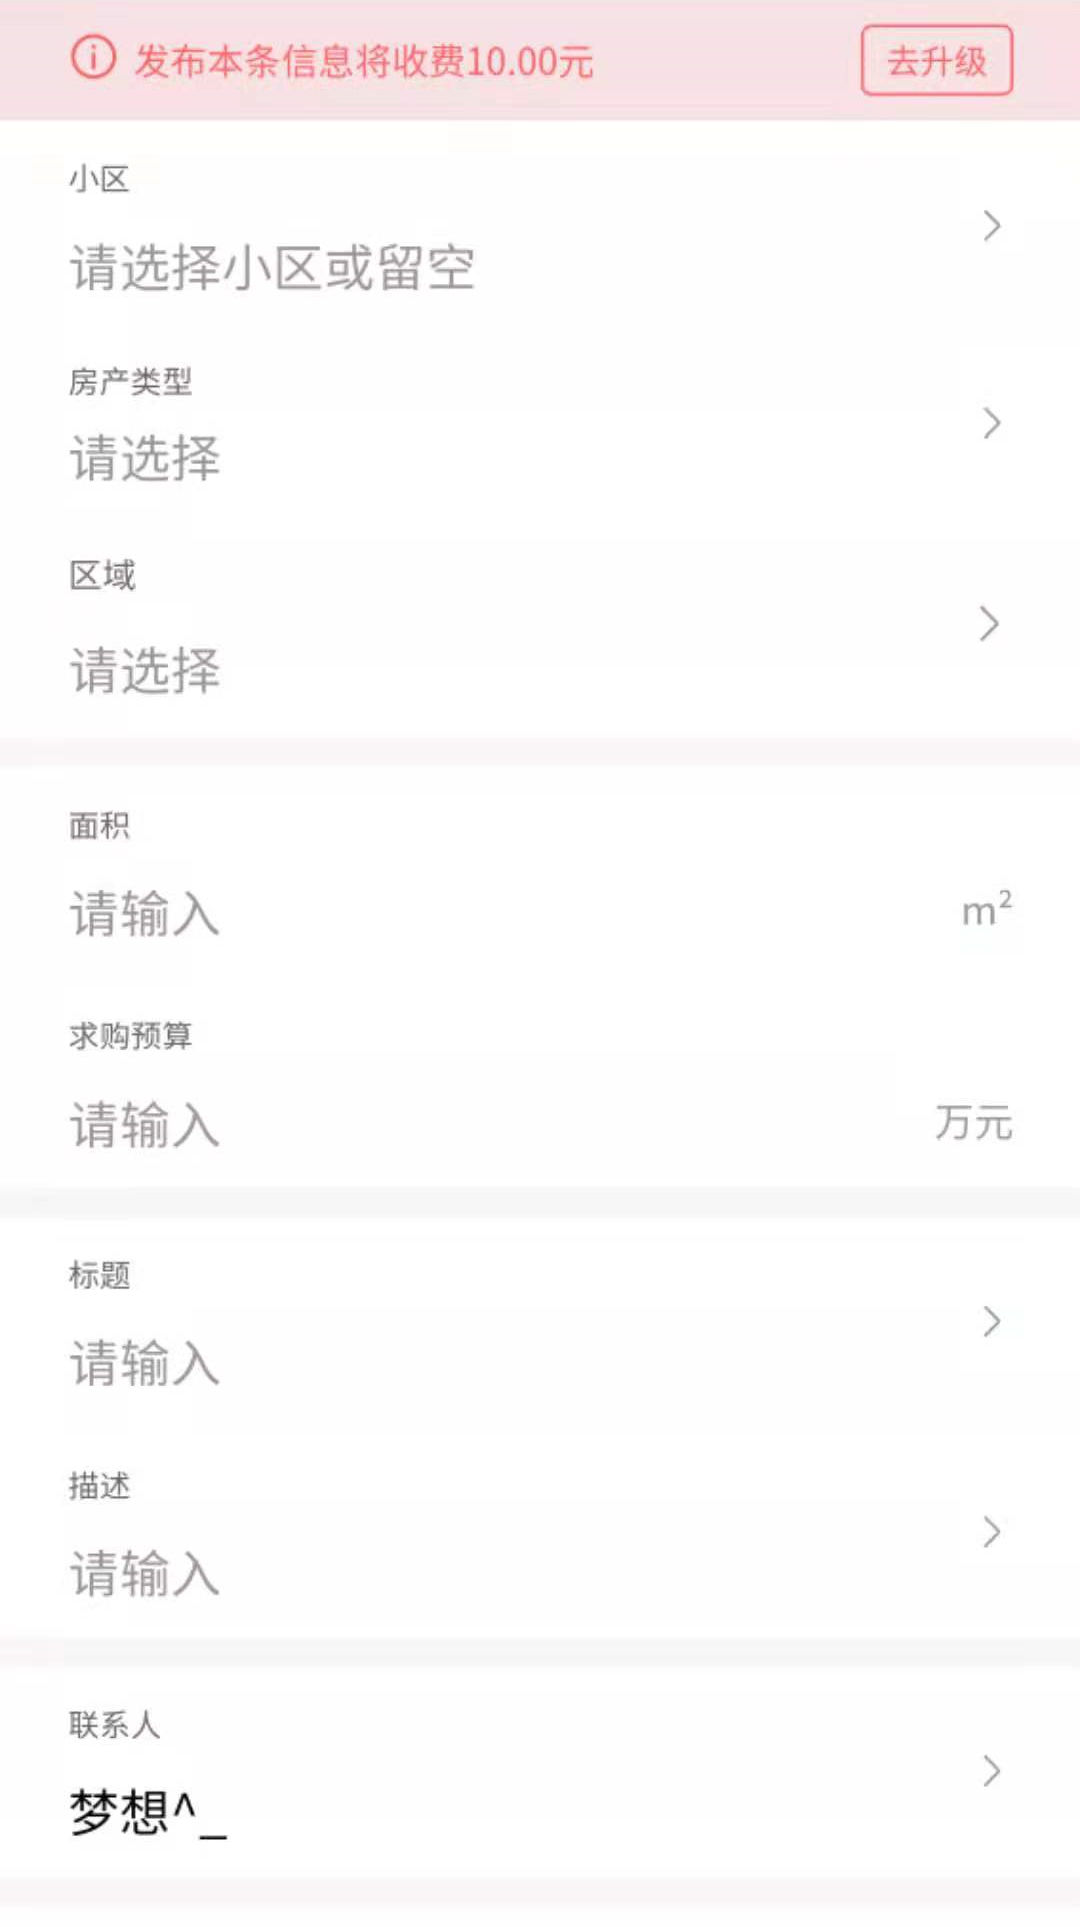 发布本条信息将收费10.00元
去升级
小区
请选择小区或留空
房产类型
请选择
区域
请选择
面积
请输入
m²
求购预算
请输入
万元
标题
请输入
描述
请输入
联系人
梦想^_